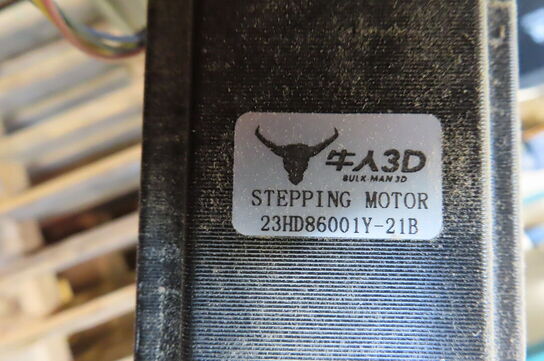 牛人3D
BULK-MAN 3D
STEPPING MOTOR
23HD86001Y-21B